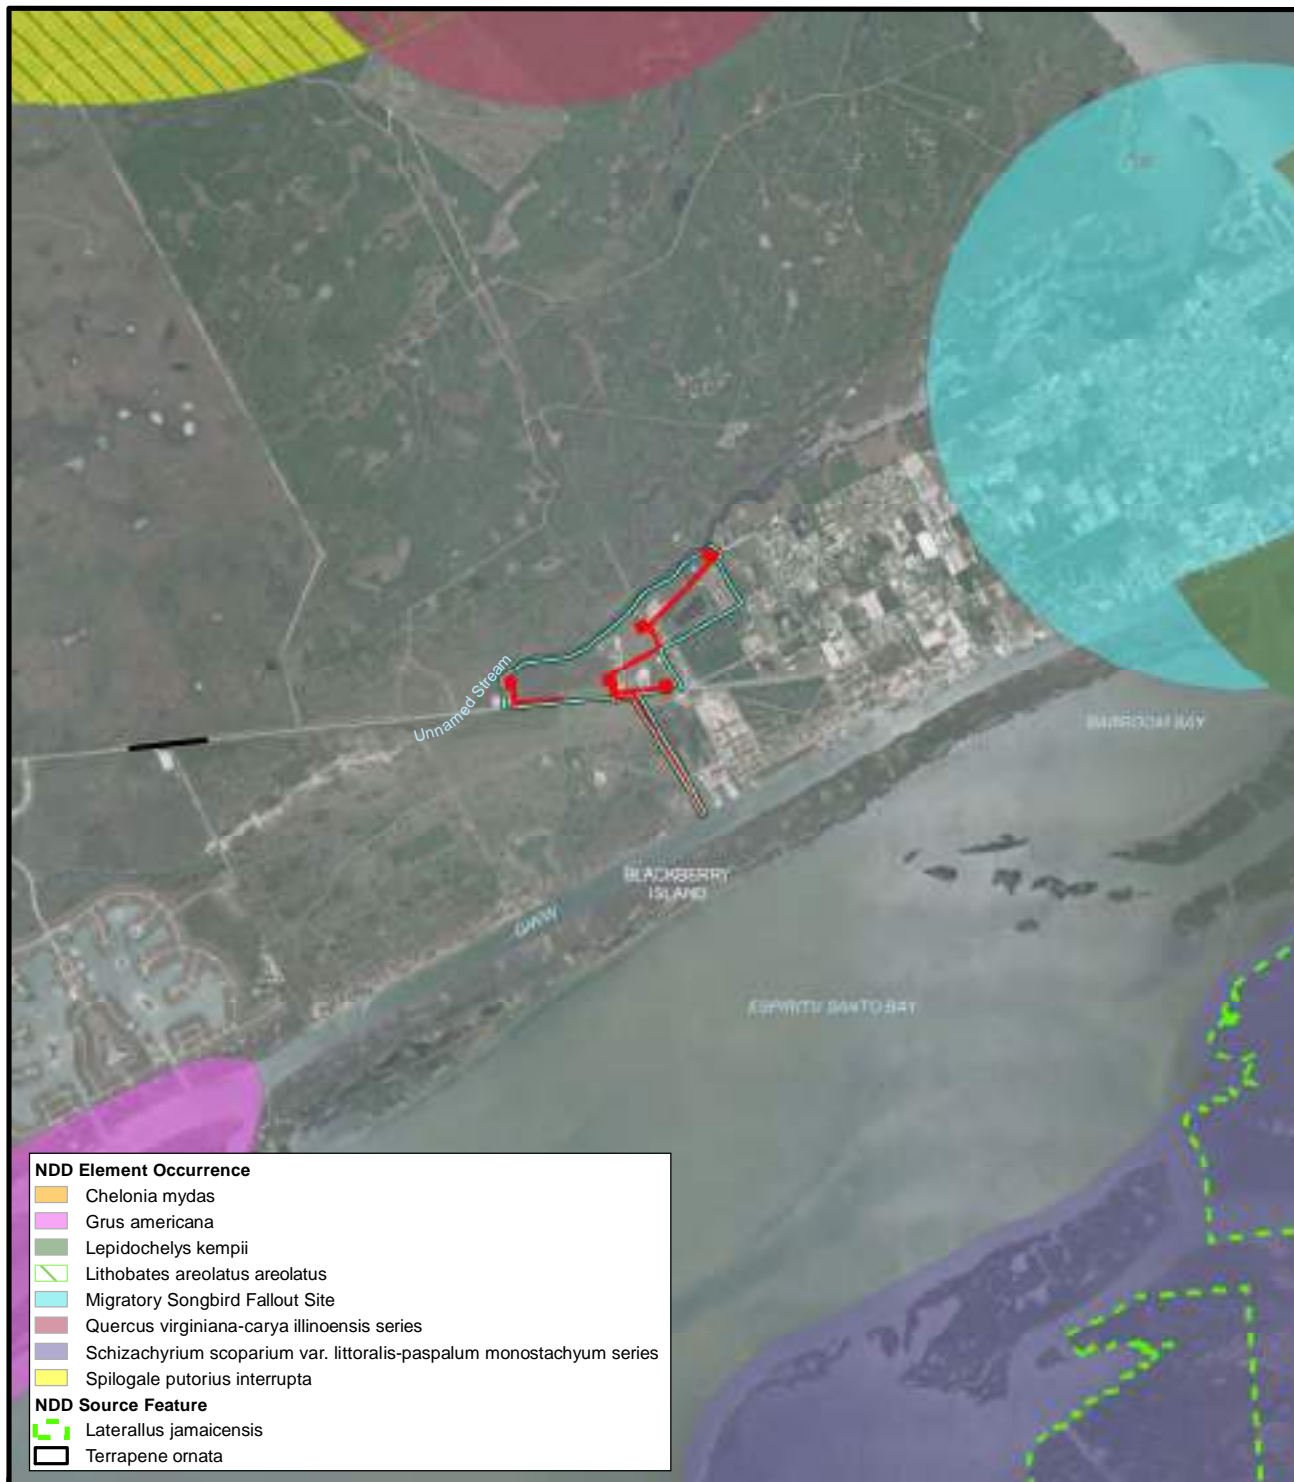 Unnamed Stream
BARROOM BAY
BLACKBERRY
ISLAND
GIWW
ESPIRITU SANTO BAY
NDD Element Occurrence
Chelonia mydas
Grus americana
Lepidochelys kempii
Lithobates areolatus areolatus
Migratory Songbird Fallout Site
Quercus virginiana-carya illinoensis series
Schizachyrium scoparium var. littoralis-paspalum monostachyum series
Spilogale putorius interrupta
NDD Source Feature
Laterallus jamaicensis
Terrapene ornata